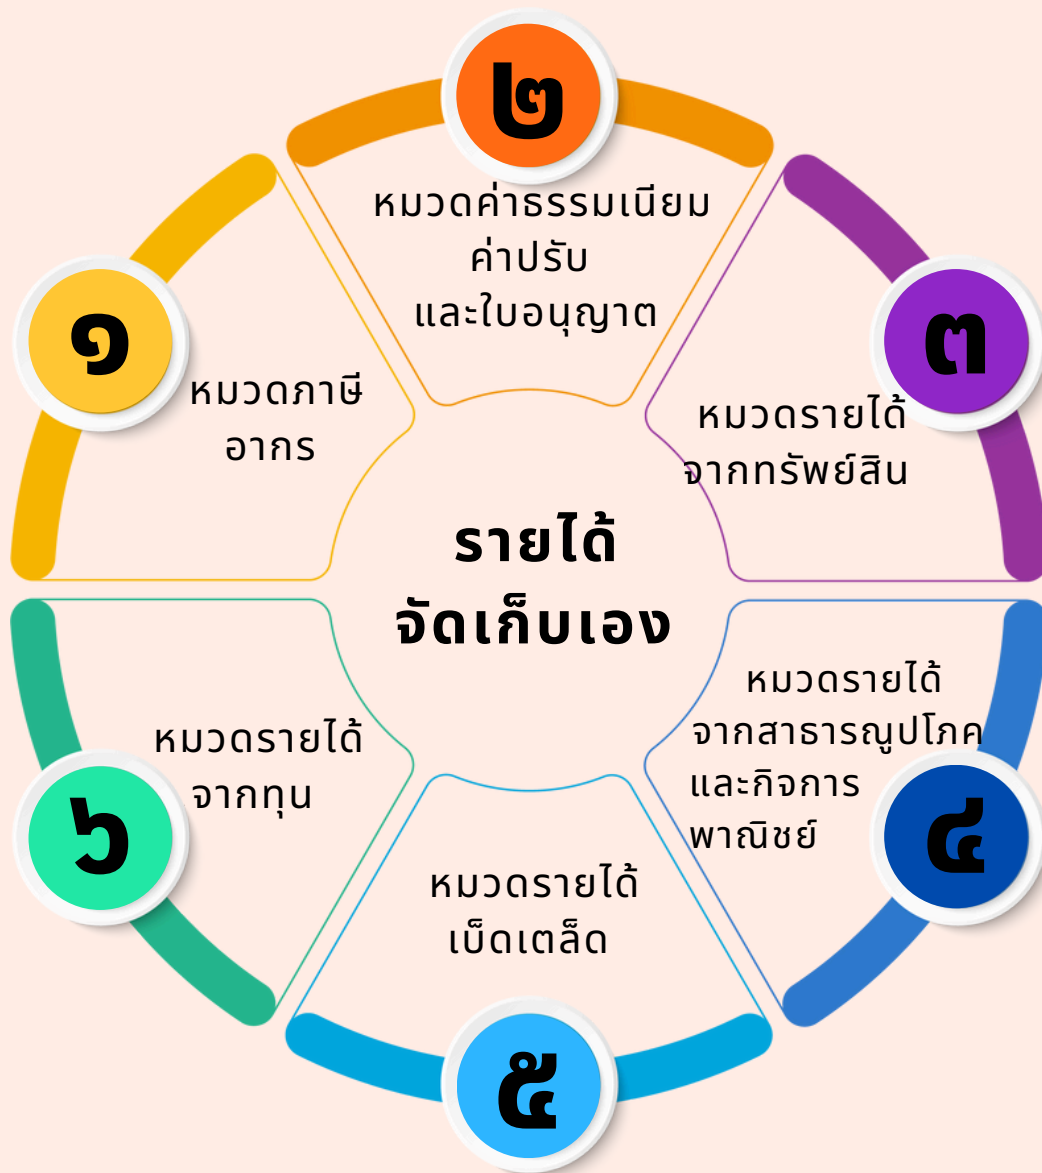 รายได้
จัดเก็บเอง
๑
หมวดภาษี
อากร
๒
หมวดค่าธรรมเนียม
ค่าปรับ
และใบอนุญาต
๓
หมวดรายได้
จากทรัพย์สิน
๔
หมวดรายได้
จากสาธารณูปโภค
และกิจการ
พาณิชย์
๕
หมวดรายได้
เบ็ดเตล็ด
๖
หมวดรายได้
จากทุน